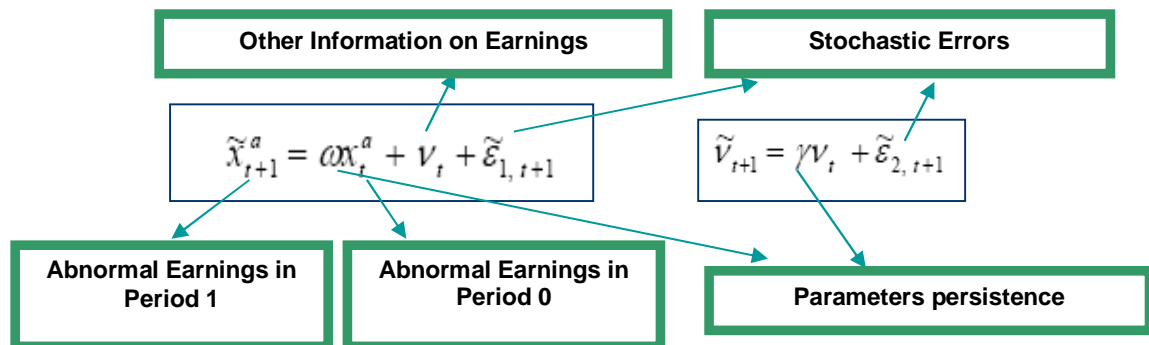 Other Information on Earnings
Stochastic Errors
x̃ᵃₜ₊₁ = ωxᵃₜ + νₜ + ε̃₁, ₜ₊₁
ν̃ₜ₊₁ = γνₜ + ε̃₂, ₜ₊₁
Abnormal Earnings in
Period 1
Abnormal Earnings in
Period 0
Parameters persistence